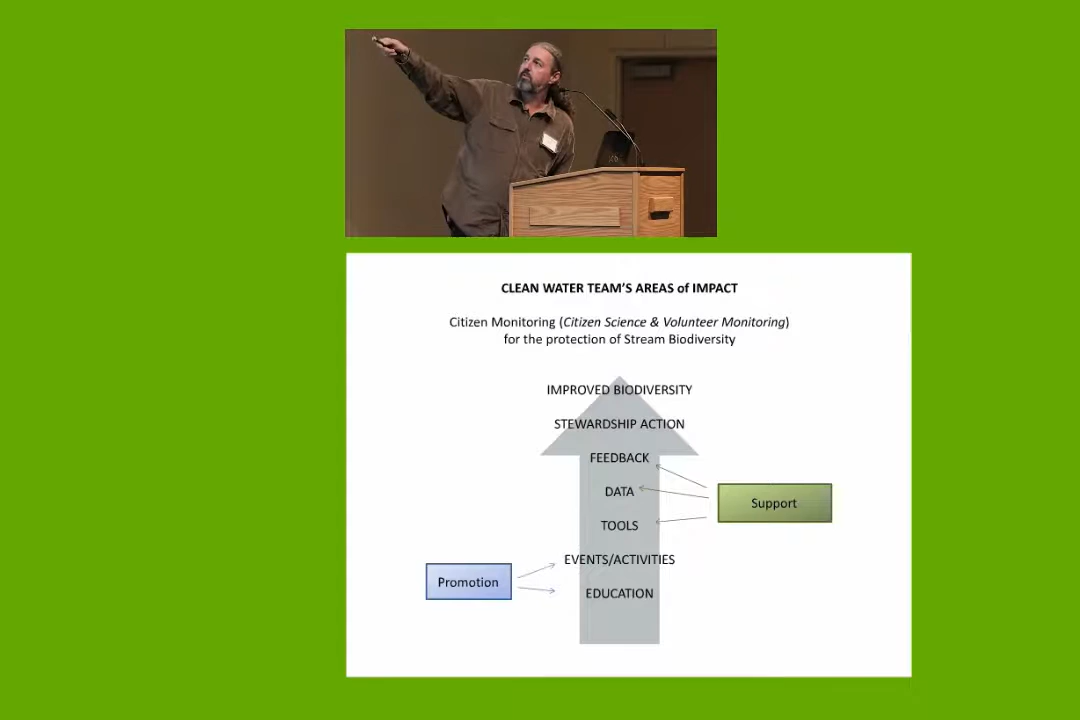 CLEAN WATER TEAM'S AREAS of IMPACT
Citizen Monitoring (Citizen Science & Volunteer Monitoring)
for the protection of Stream Biodiversity
IMPROVED BIODIVERSITY
STEWARDSHIP ACTION
FEEDBACK
DATA
Support
TOOLS
EVENTS/ACTIVITIES
Promotion
EDUCATION